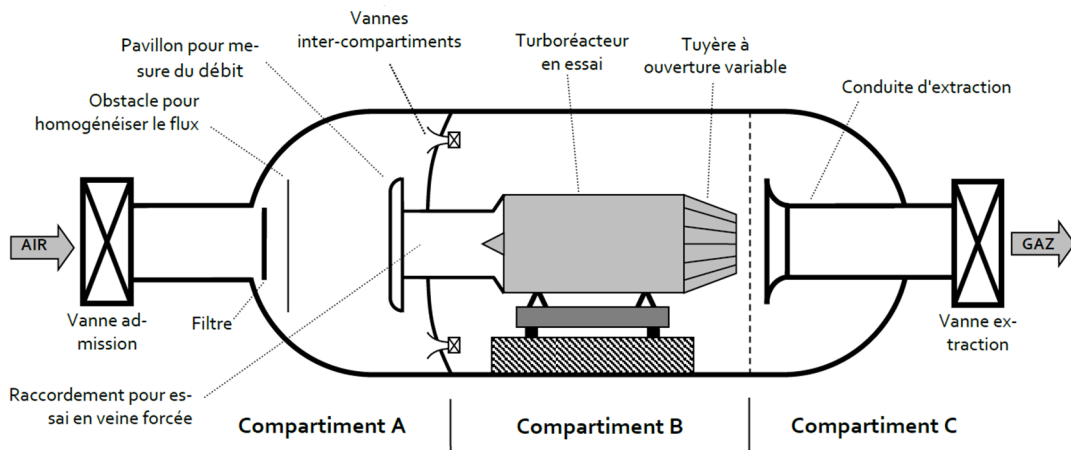 Vannes
inter-compartiments
Pavillon pour me-
sure du débit
Turboréacteur
en essai
Tuyère à
ouverture variable
Conduite d'extraction
Obstacle pour
homogénéiser le flux
AIR
GAZ
Vanne ad-
mission
Filtre
Vanne ex-
traction
Raccordement pour es-
sai en veine forcée
Compartiment A
Compartiment B
Compartiment C